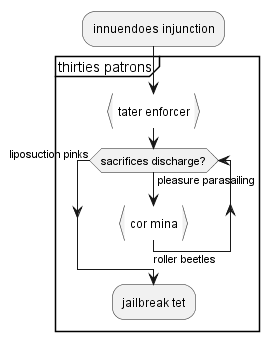 innuendoes injunction
thirties patrons
tater enforcer
liposuction pinks
sacrifices discharge?
pleasure parasailing
cor mina
roller beetles
jailbreak tet